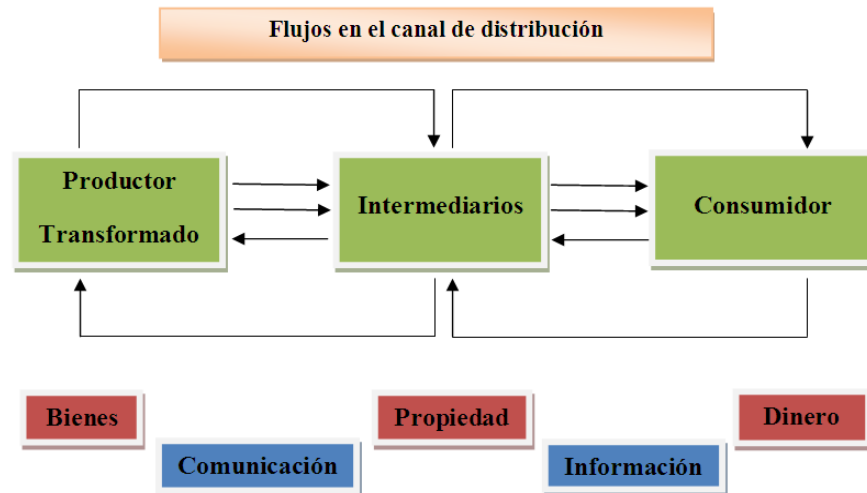 Flujos en el canal de distribución
Productor
Transformado
Intermediarios
Consumidor
Bienes
Propiedad
Dinero
Comunicación
Información